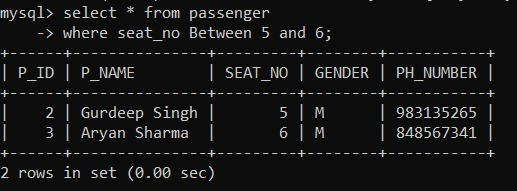 mysql> select * from passenger
    -> where seat_no Between 5 and 6;
+------+---------------+---------+--------+-----------+
| P_ID | P_NAME        | SEAT_NO | GENDER | PH_NUMBER |
+------+---------------+---------+--------+-----------+
|    2 | Gurdeep Singh |       5 | M      | 983135265 |
|    3 | Aryan Sharma  |       6 | M      | 848567341 |
+------+---------------+---------+--------+-----------+
2 rows in set (0.00 sec)